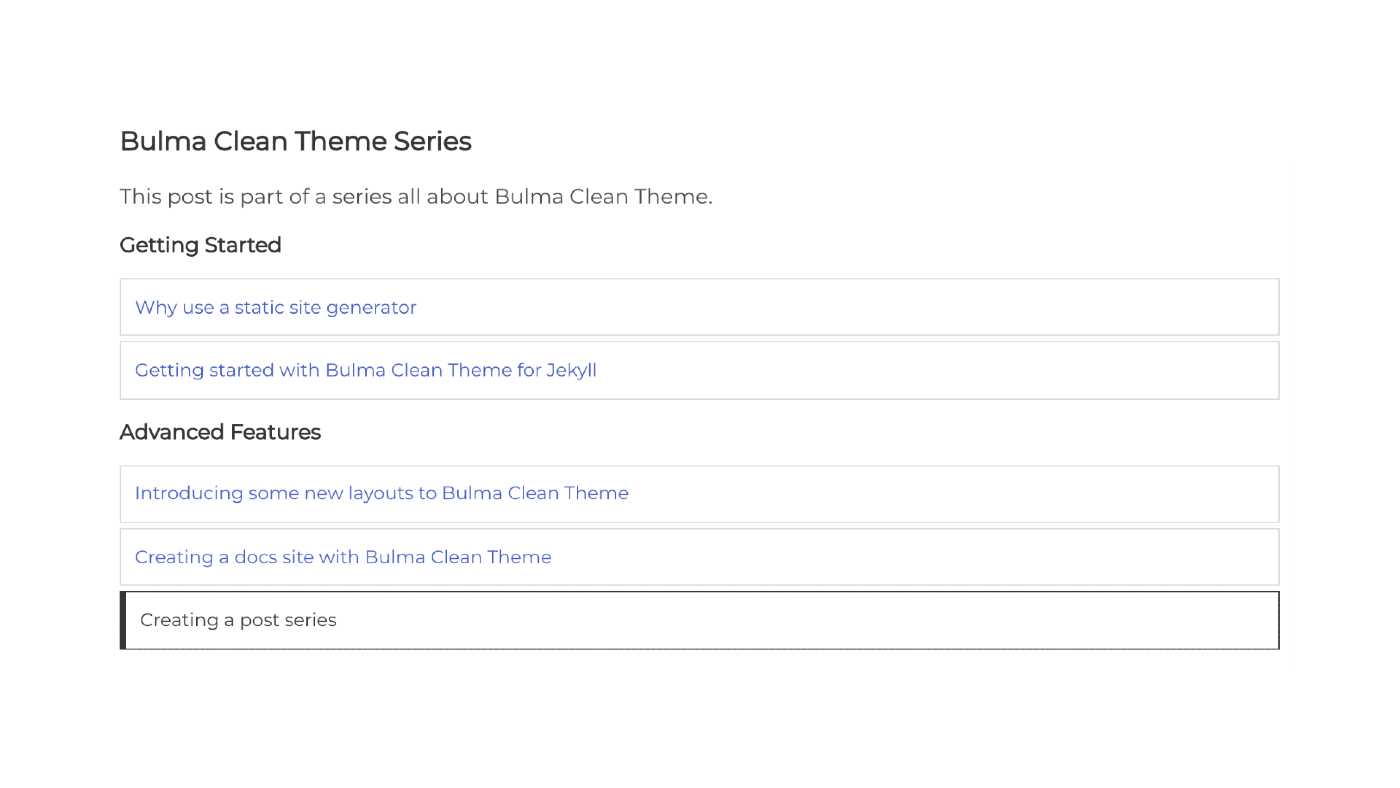 Bulma Clean Theme Series
This post is part of a series all about Bulma Clean Theme.
Getting Started
Why use a static site generator
Getting started with Bulma Clean Theme for Jekyll
Advanced Features
Introducing some new layouts to Bulma Clean Theme
Creating a docs site with Bulma Clean Theme
Creating a post series